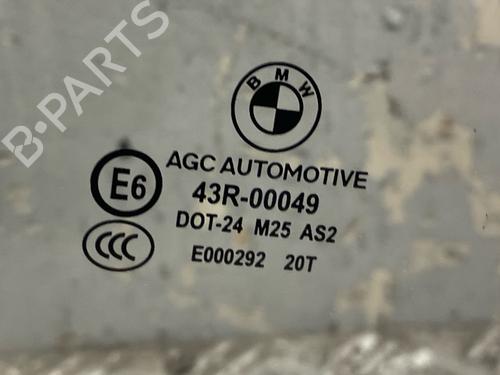 B-PARTS
BMW
AGC AUTOMOTIVE
E6
43R-00049
DOT-24 M25 AS2
CCC
E000292 20T